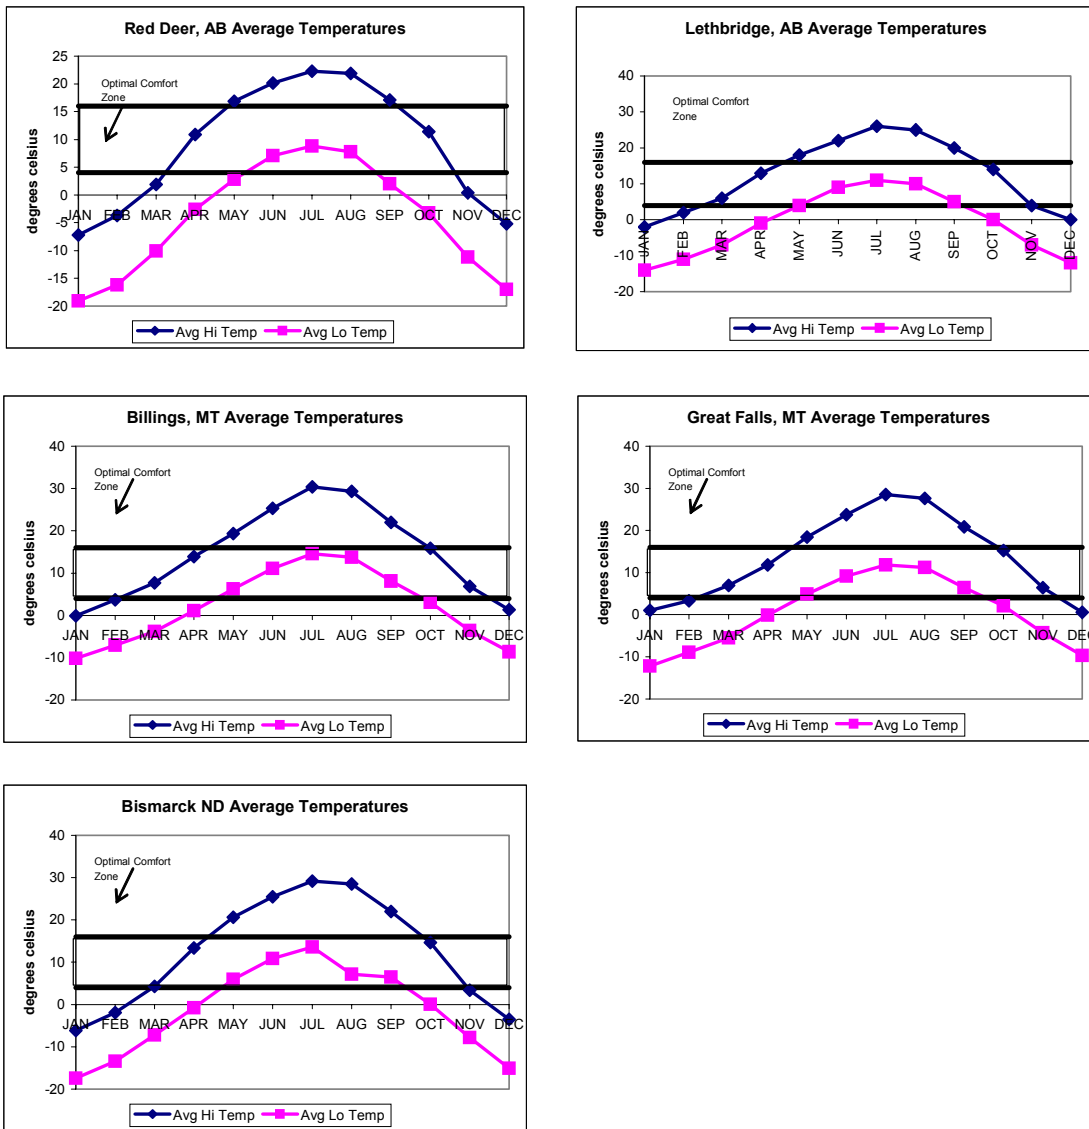 Red Deer, AB Average Temperatures
degrees celsius
25
20
15
10
5
0
-5
-10
-15
-20
Optimal Comfort
Zone
JAN FEB MAR APR MAY JUN JUL AUG SEP OCT NOV DEC
Avg Hi Temp Avg Lo Temp
Lethbridge, AB Average Temperatures
degrees celsius
40
30
20
10
0
-10
-20
Optimal Comfort
Zone
JAN FEB MAR APR MAY JUN JUL AUG SEP OCT NOV DEC
Avg Hi Temp Avg Lo Temp
Billings, MT Average Temperatures
degrees celsius
40
30
20
10
0
-10
-20
Optimal Comfort
Zone
JAN FEB MAR APR MAY JUN JUL AUG SEP OCT NOV DEC
Avg Hi Temp Avg Lo Temp
Great Falls, MT Average Temperatures
degrees celsius
40
30
20
10
0
-10
-20
Optimal Comfort
Zone
JAN FEB MAR APR MAY JUN JUL AUG SEP OCT NOV DEC
Avg Hi Temp Avg Lo Temp
Bismarck ND Average Temperatures
degrees celsius
40
30
20
10
0
-10
-20
Optimal Comfort
Zone
JAN FEB MAR APR MAY JUN JUL AUG SEP OCT NOV DEC
Avg Hi Temp Avg Lo Temp